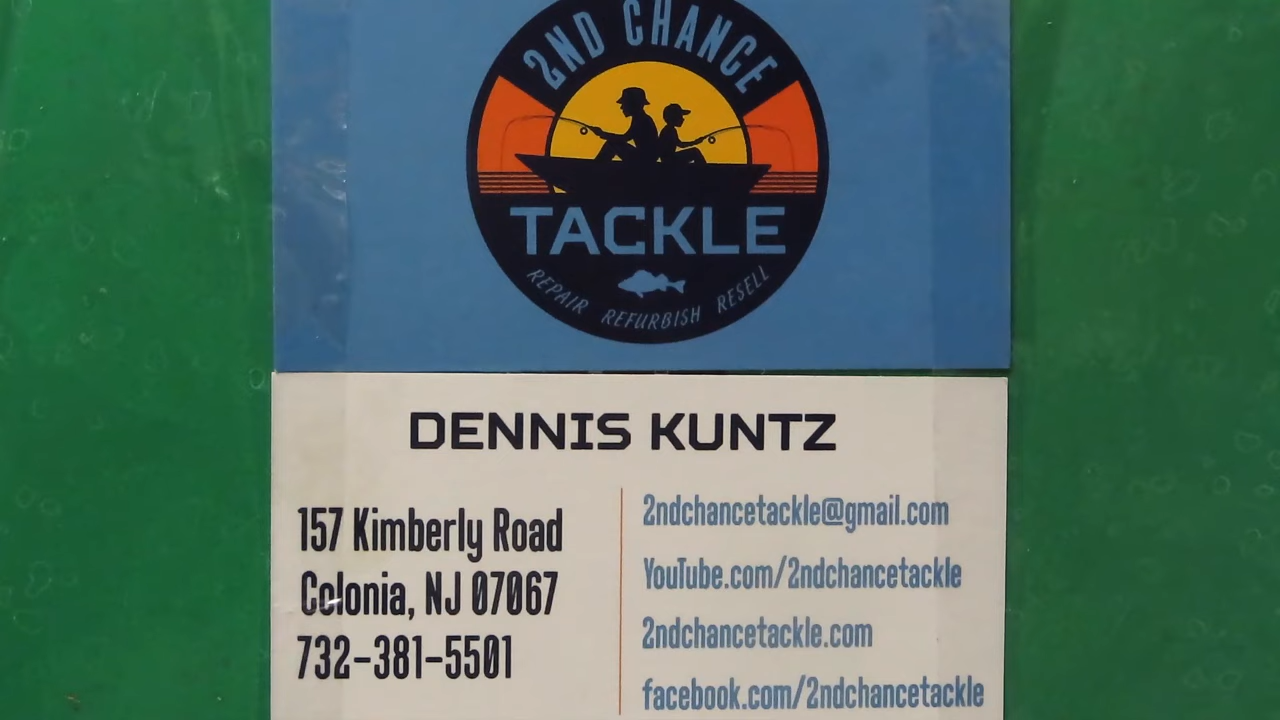 2ND CHANCE
TACKLE
REPAIR REFURBISH RESELL
DENNIS KUNTZ
157 Kimberly Road
Colonia, NJ 07067
732-381-5501
2ndchancetackle@gmail.com
YouTube.com/2ndchancetackle
2ndchancetackle.com
facebook.com/2ndchancetackle